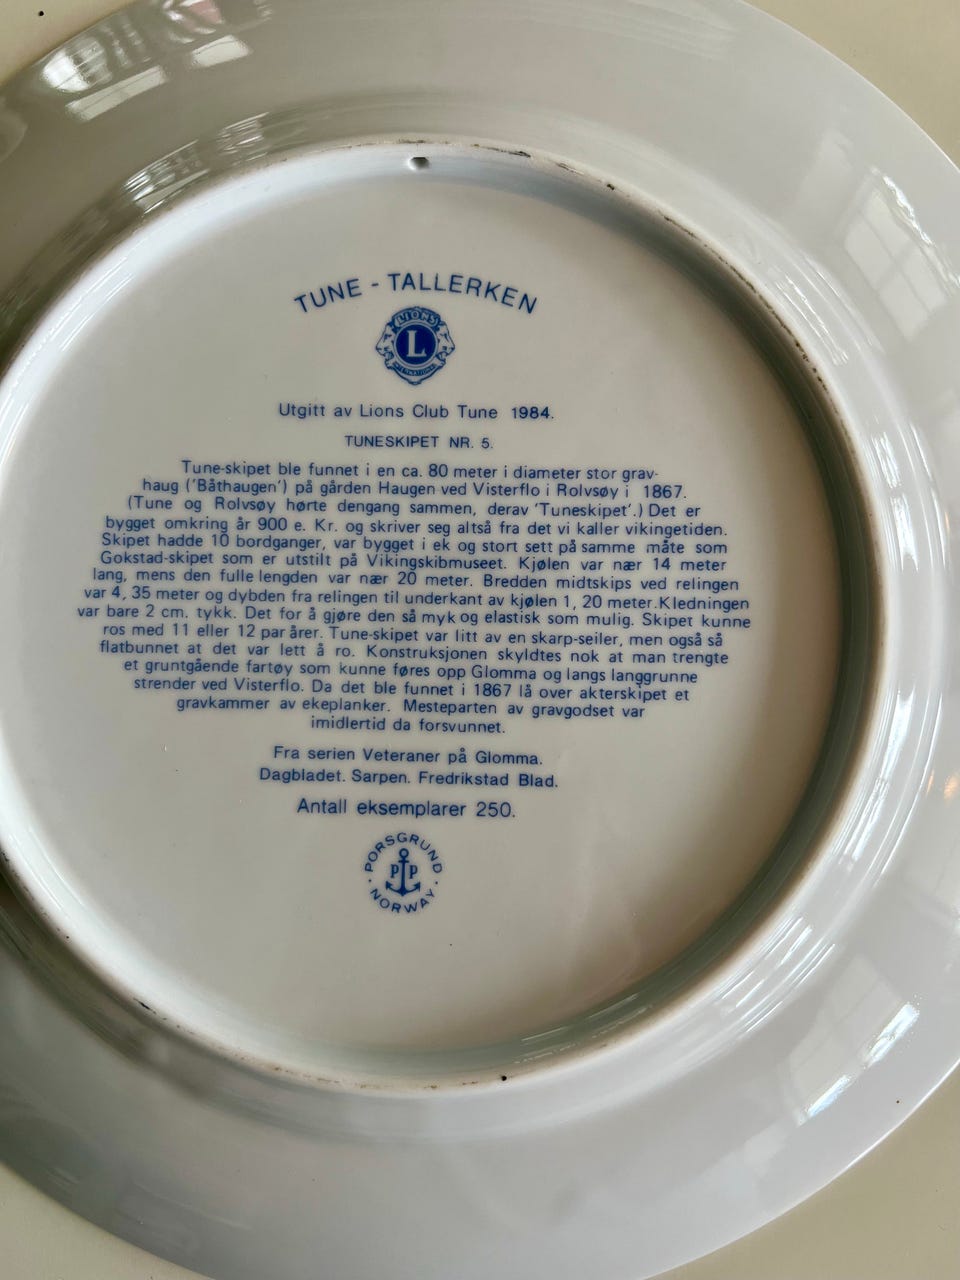 TUNE - TALLERKEN
LIONS
L
INTERNATIONAL
Utgitt av Lions Club Tune 1984.
TUNESKIPET NR. 5.
Tune-skipet ble funnet i en ca. 80 meter i diameter stor grav-
haug ('Båthaugen') på gården Haugen ved Visterflo i Rolvsøy i 1867.
(Tune og Rolvsøy hørte dengang sammen, derav 'Tuneskipet'.) Det er
bygget omkring år 900 e. Kr. og skriver seg altså fra det vi kaller vikingetiden.
Skipet hadde 10 bordganger, var bygget i ek og stort sett på samme måte som
Gokstad-skipet som er utstilt på Vikingskibmuseet. Kjølen var nær 14 meter
lang, mens den fulle lengden var nær 20 meter. Bredden midtskips ved relingen
var 4, 35 meter og dybden fra relingen til underkant av kjølen 1, 20 meter. Kledningen
var bare 2 cm. tykk. Det for å gjøre den så myk og elastisk som mulig. Skipet kunne
ros med 11 eller 12 par årer. Tune-skipet var litt av en skarp-seiler, men også så
flatbunnet at det var lett å ro. Konstruksjonen skyldtes nok at man trengte
et gruntgående fartøy som kunne føres opp Glomma og langs langgrunne
strender ved Visterflo. Da det ble funnet i 1867 lå over akterskipet et
gravkammer av ekeplanker. Mesteparten av gravgodset var
imidlertid da forsvunnet.
Fra serien Veteraner på Glomma.
Dagbladet. Sarpen. Fredrikstad Blad.
Antall eksemplarer 250.
PORSGRUND
P P
NORWAY